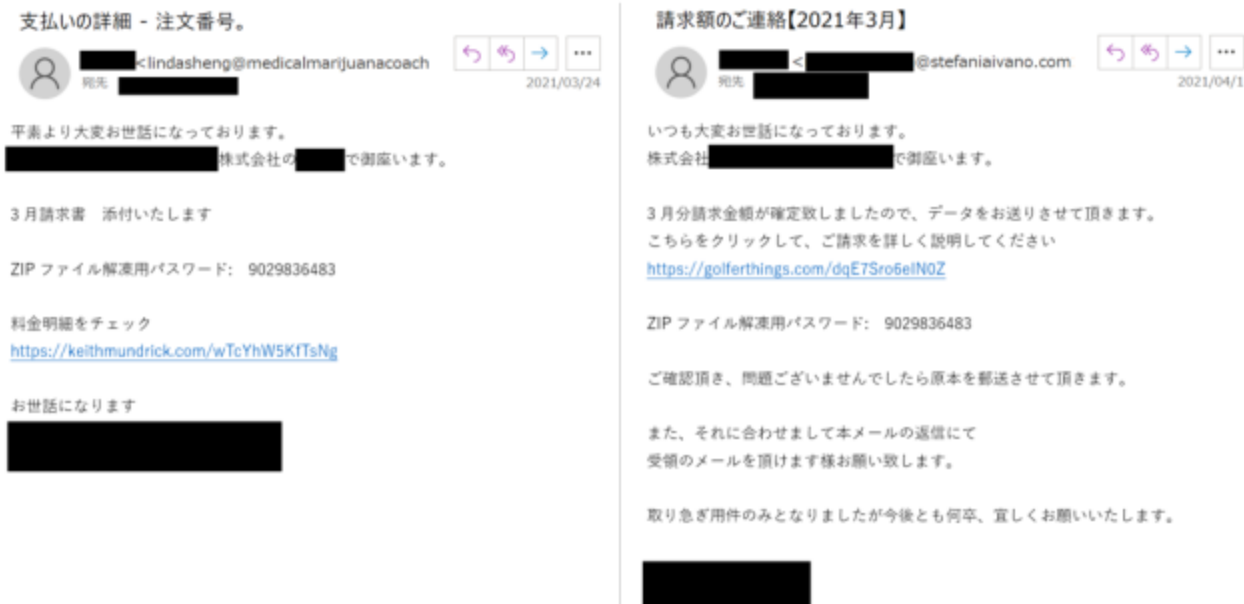 支払いの詳細 - 注文番号。
<lindasheng@medicalmarijuanacoach
宛先
2021/03/24
平素より大変お世話になっております。
株式会社の で御座います。
3月請求書 添付いたします
ZIP ファイル解凍用パスワード: 9029836483
料金明細をチェック
https://keithmundrick.com/wTcYhW5KfTsNg
お世話になります
請求額のご連絡【2021年3月】
< @stefaniaivano.com
宛先
2021/04/1
いつも大変お世話になっております。
株式会社 で御座います。
3月分請求金額が確定致しましたので、データをお送りさせて頂きます。
こちらをクリックして、ご請求を詳しく説明してください
https://golferthings.com/dqE7Sro6elN0Z
ZIP ファイル解凍用パスワード: 9029836483
ご確認頂き、問題ございませんでしたら原本を郵送させて頂きます。
また、それに合わせまして本メールの返信にて
受領のメールを頂けます様お願い致します。
取り急ぎ用件のみとなりましたが今後とも何卒、宜しくお願いいたします。